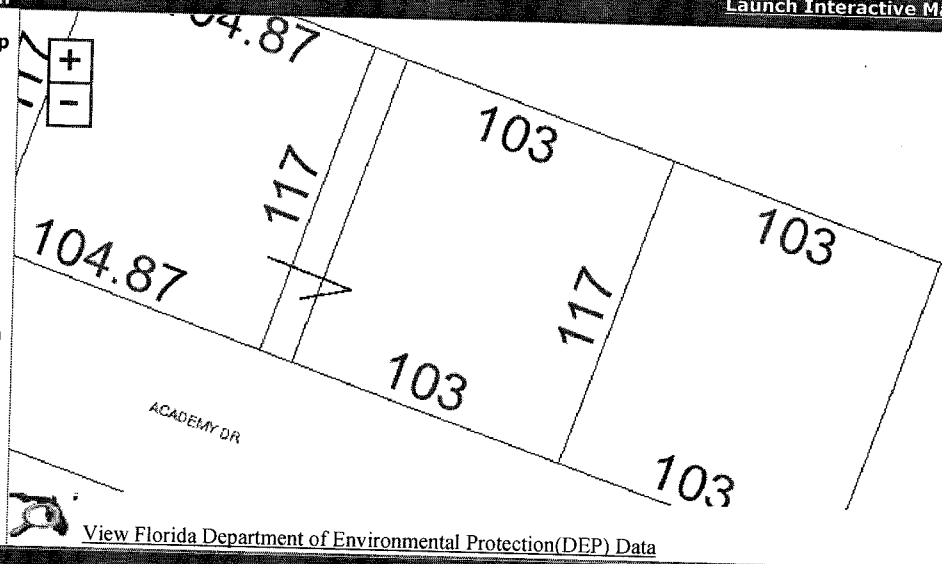 Launch Interactive
04.87
p
117
+
-
103
103
117
104.87
117
103
ACADEMY DR
103
View Florida Department of Environmental Protection(DEP) Data